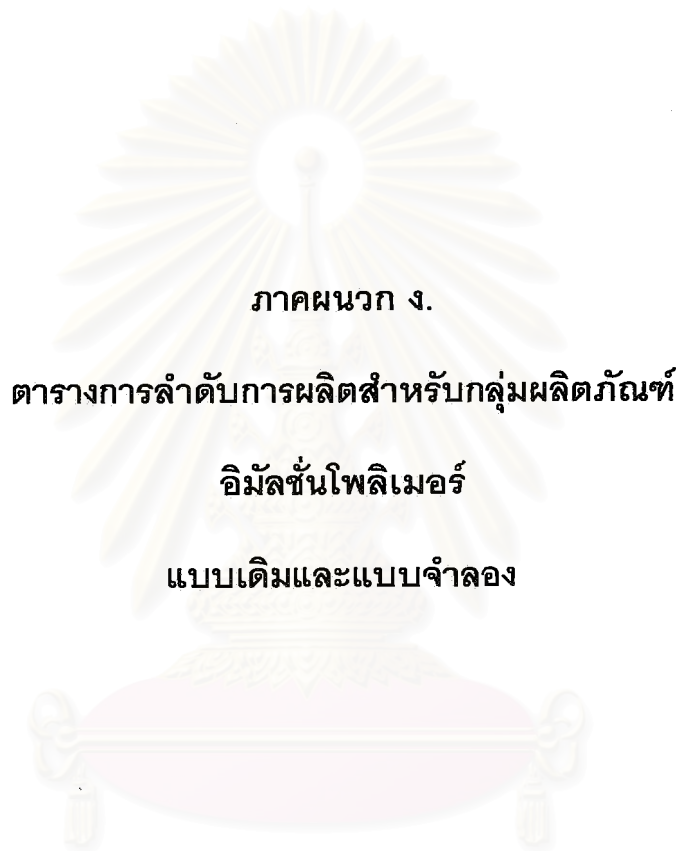 ภาคผนวก ง.
ตารางการลำดับการผลิตสำหรับกลุ่มผลิตภัณฑ์
อิมัลชั่นโพลิเมอร์
แบบเดิมและแบบจำลอง